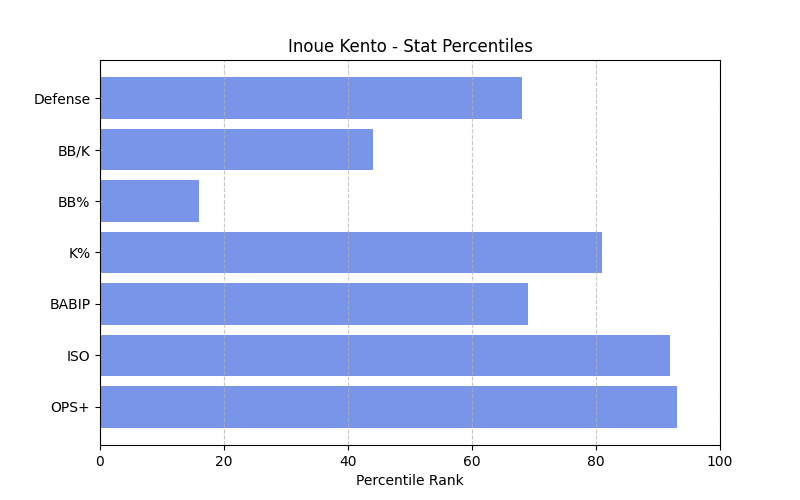 Inoue Kento - Stat Percentiles
Defense
BB/K
BB%
K%
BABIP
ISO
OPS+
0 20 40 60 80 100
Percentile Rank